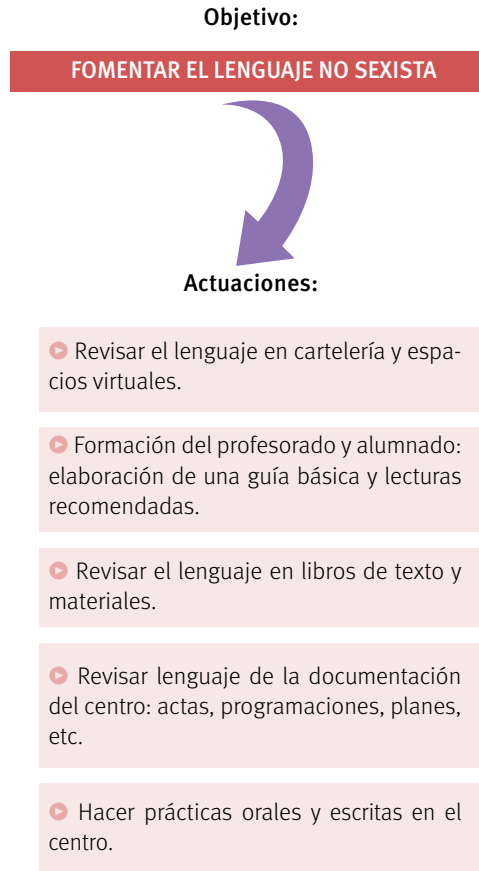 Objetivo:
FOMENTAR EL LENGUAJE NO SEXISTA
Actuaciones:
Revisar el lenguaje en cartelería y espa-
cios virtuales.
Formación del profesorado y alumnado:
elaboración de una guía básica y lecturas
recomendadas.
Revisar el lenguaje en libros de texto y
materiales.
Revisar lenguaje de la documentación
del centro: actas, programaciones, planes,
etc.
Hacer prácticas orales y escritas en el
centro.